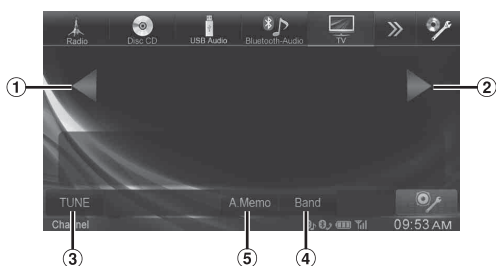 Radio Disc CD USB Audio Bluetooth-Audio TV
1 2
TUNE A.Memo Band
Channel 09:53 AM
3 5 4